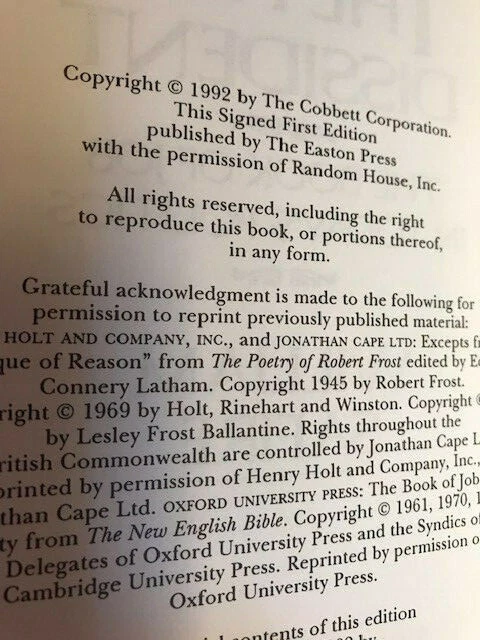 Copyright © 1992 by The Cobbett Corporation.
This Signed First Edition
published by The Easton Press
with the permission of Random House, Inc.
All rights reserved, including the right
to reproduce this book, or portions thereof,
in any form.
Grateful acknowledgment is made to the following for
permission to reprint previously published material:
HOLT AND COMPANY, INC., and JONATHAN CAPE LTD: Excepts f
que of Reason” from The Poetry of Robert Frost edited by E
Connery Latham. Copyright 1945 by Robert Frost.
right © 1969 by Holt, Rinehart and Winston. Copyright ©
by Lesley Frost Ballantine. Rights throughout the
ritish Commonwealth are controlled by Jonathan Cape L
printed by permission of Henry Holt and Company, Inc.,
than Cape Ltd. OXFORD UNIVERSITY PRESS: The Book of Job
ty from The New English Bible. Copyright © 1961, 1970, 1
Delegates of Oxford University Press and the Syndics of
Cambridge University Press. Reprinted by permission o
Oxford University Press.
contents of this edition
by